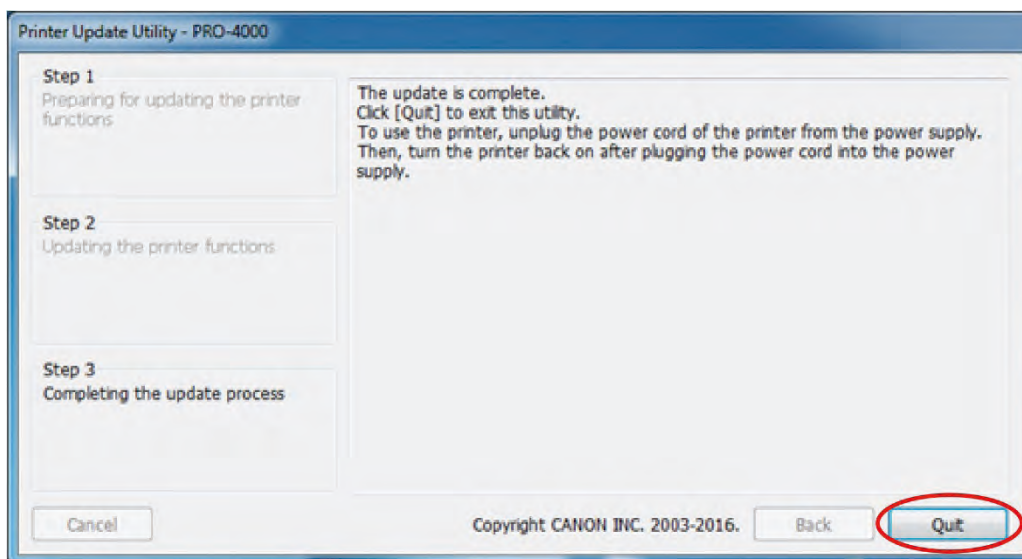 Printer Update Utility - PRO-4000
Step 1
Preparing for updating the printer
functions
Step 2
Updating the printer functions
Step 3
Completing the update process
The update is complete.
Click [Quit] to exit this utility.
To use the printer, unplug the power cord of the printer from the power supply.
Then, turn the printer back on after plugging the power cord into the power
supply.
Cancel
Copyright CANON INC. 2003-2016.
Back
Quit